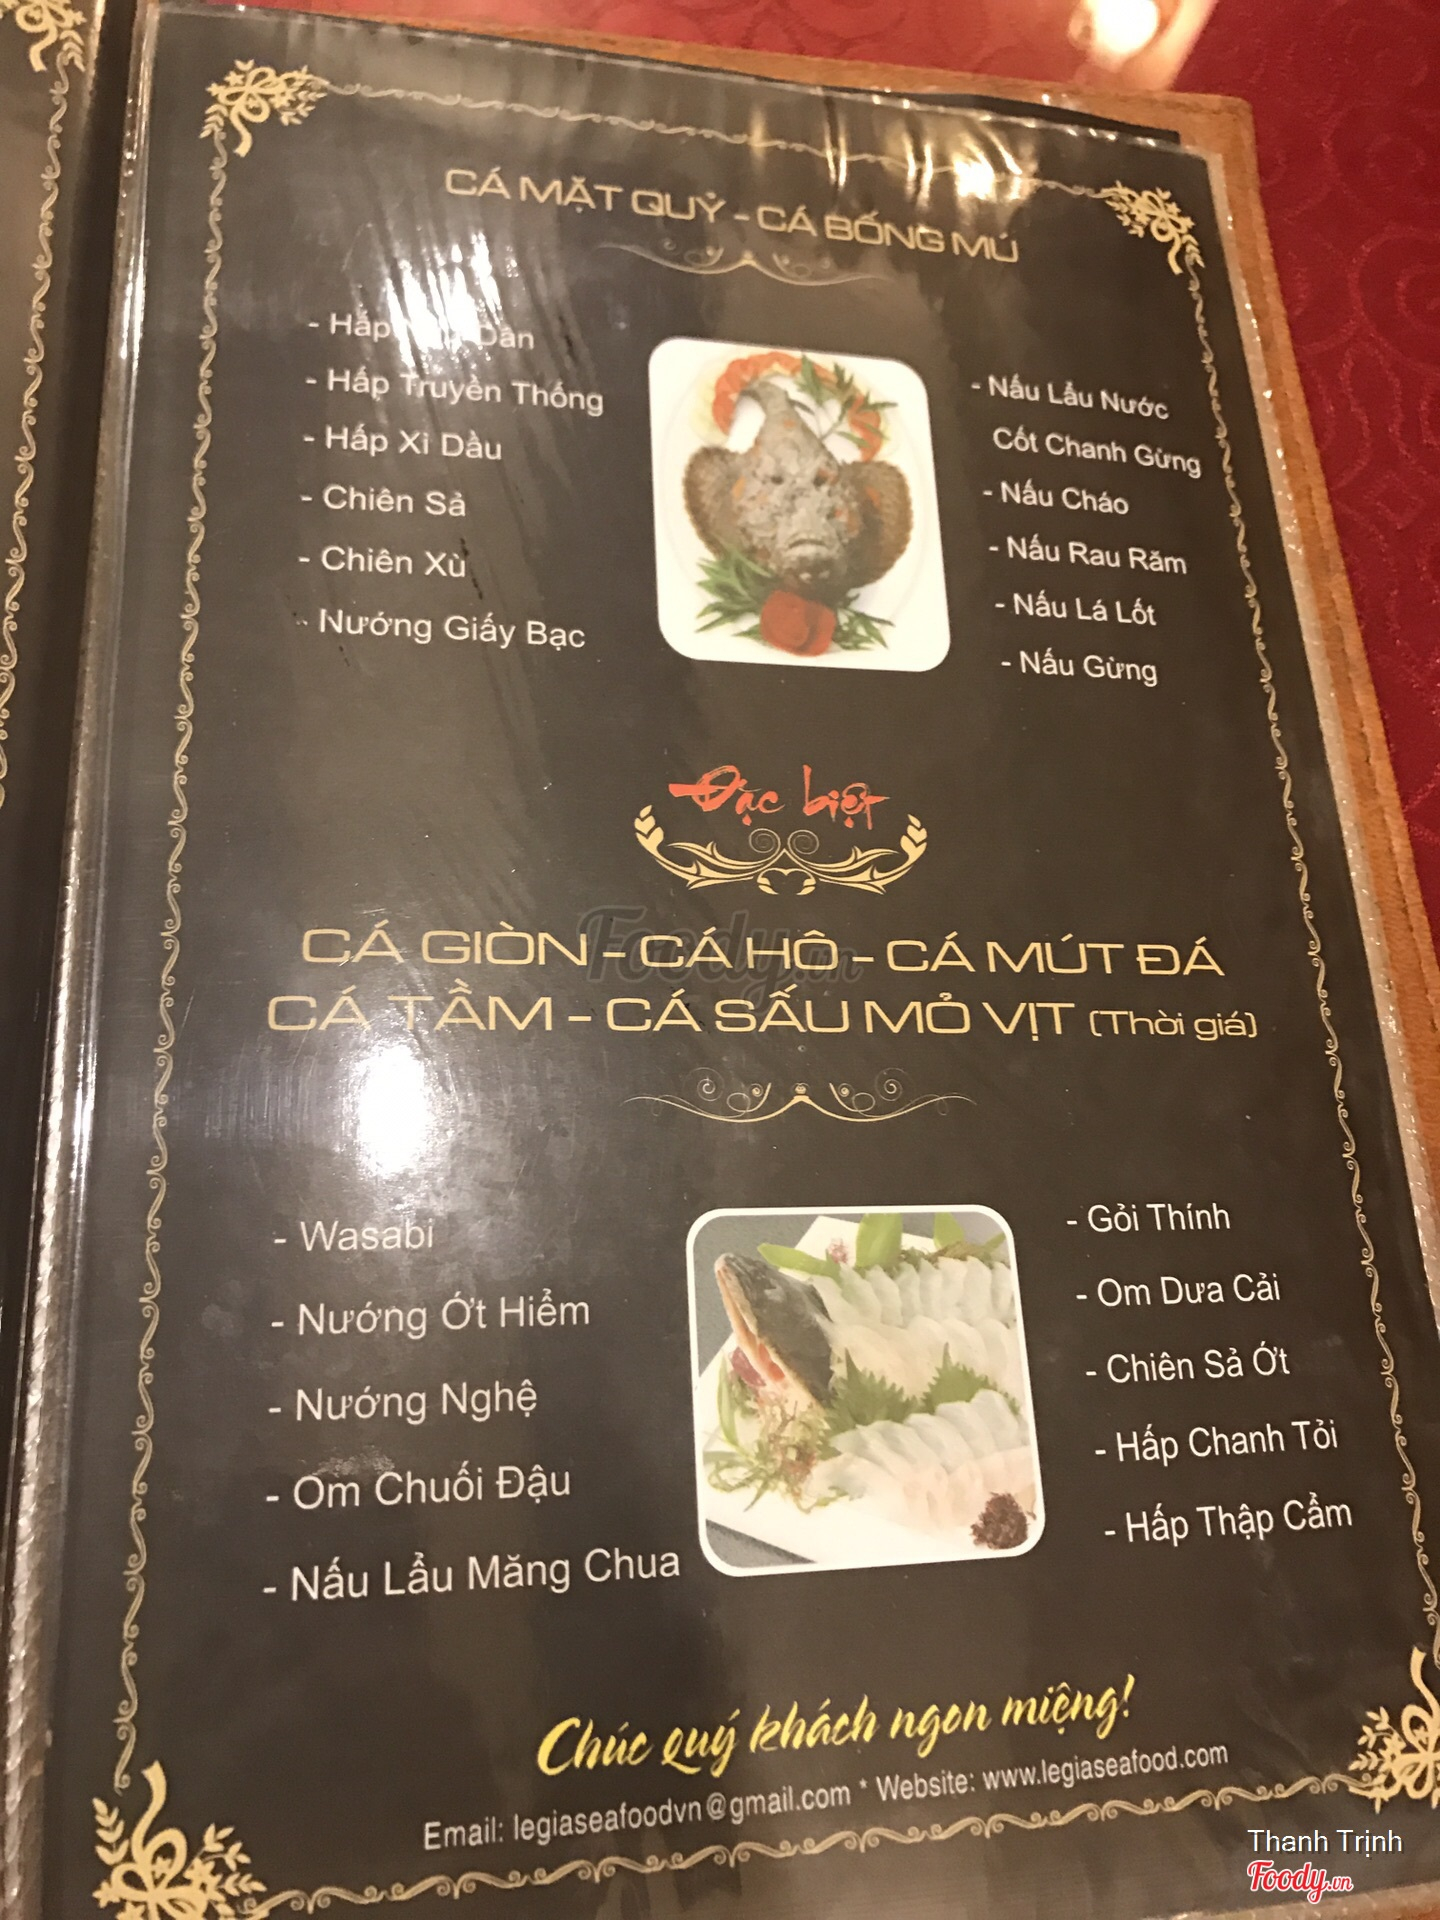 CÁ MẶT QUỶ - CÁ BỐNG MÚ
- Hấp Dân
- Hấp Truyền Thống
- Hấp Xì Dầu
- Chiên Sả
- Chiên Xù
- Nướng Giấy Bạc
- Nấu Lẩu Nước
Cốt Chanh Gừng
- Nấu Cháo
- Nấu Rau Răm
- Nấu Lá Lốt
- Nấu Gừng
Đặc biệt
CÁ GIÒN - CÁ HÔ - CÁ MÚT ĐÁ
CÁ TẦM - CÁ SẤU MỎ VỊT (Thời giá)
Foody.vn
- Wasabi
- Nướng Ớt Hiểm
- Nướng Nghệ
- Om Chuối Đậu
- Nấu Lẩu Măng Chua
- Gỏi Thính
- Om Dưa Cải
- Chiên Sả Ớt
- Hấp Chanh Tỏi
- Hấp Thập Cẩm
Chúc quý khách ngon miệng!
Email: legiaseafoodvn@gmail.com * Website: www.legiaseafood.com
Thanh Trịnh
Foody.vn